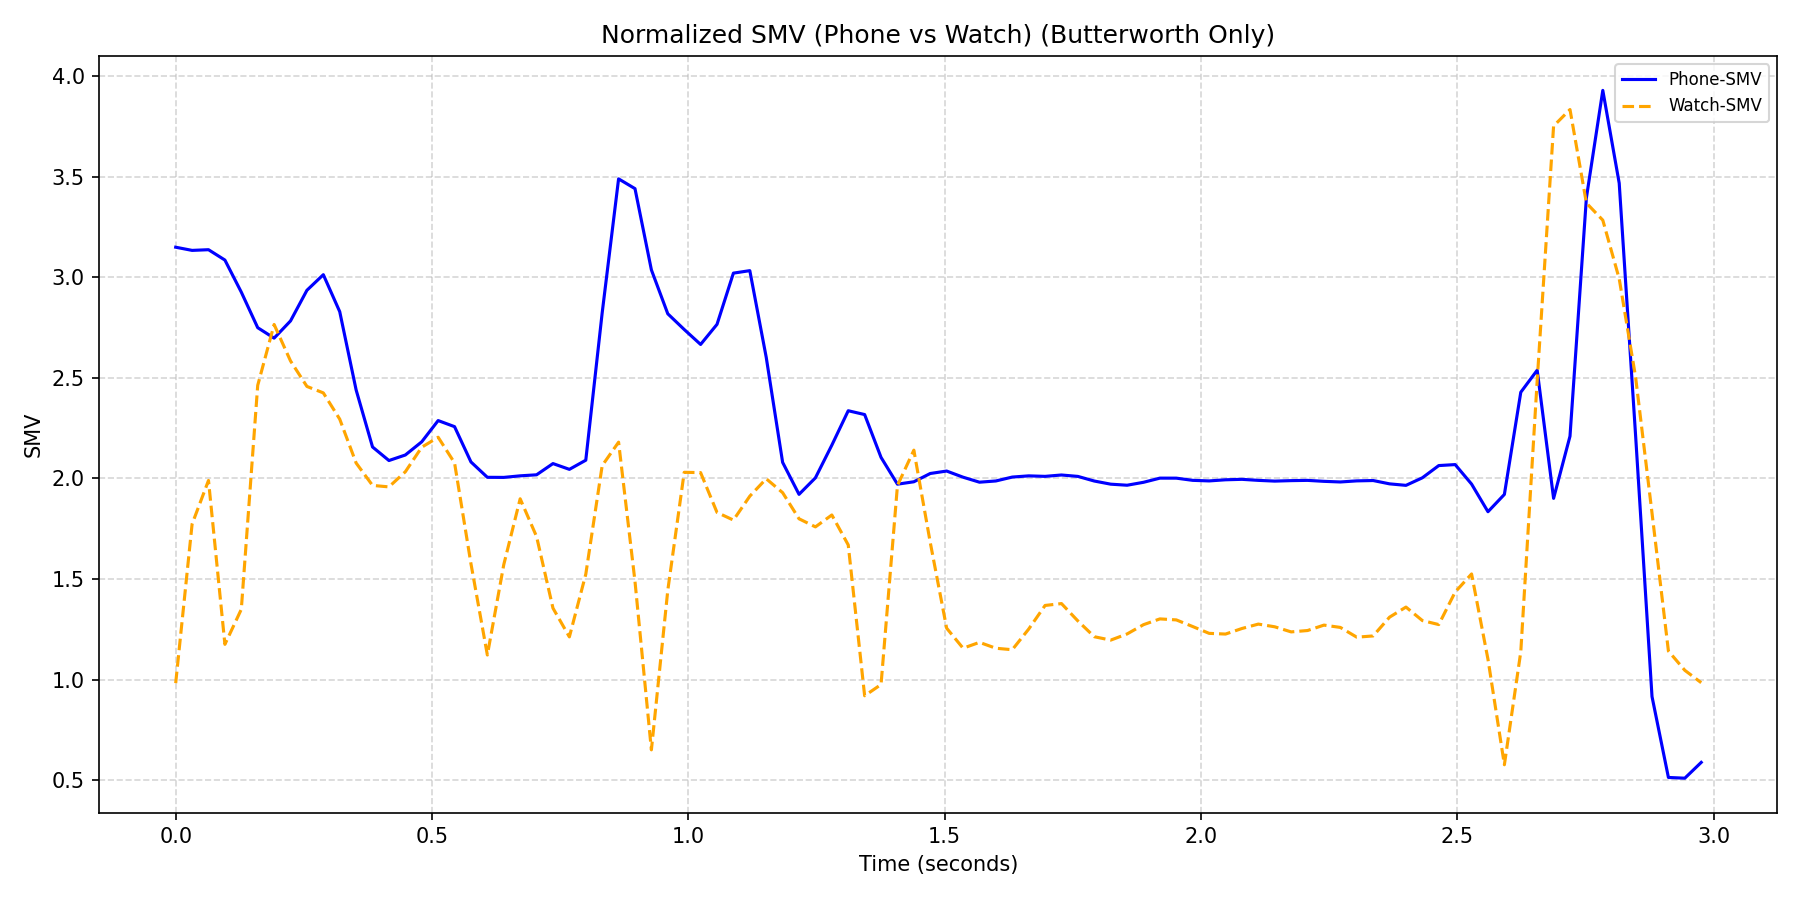 Normalized SMV (Phone vs Watch) (Butterworth Only)
Phone-SMV
Watch-SMV
4.0
3.5
3.0
2.5
2.0
1.5
1.0
0.5
SMV
0.0 0.5 1.0 1.5 2.0 2.5 3.0
Time (seconds)